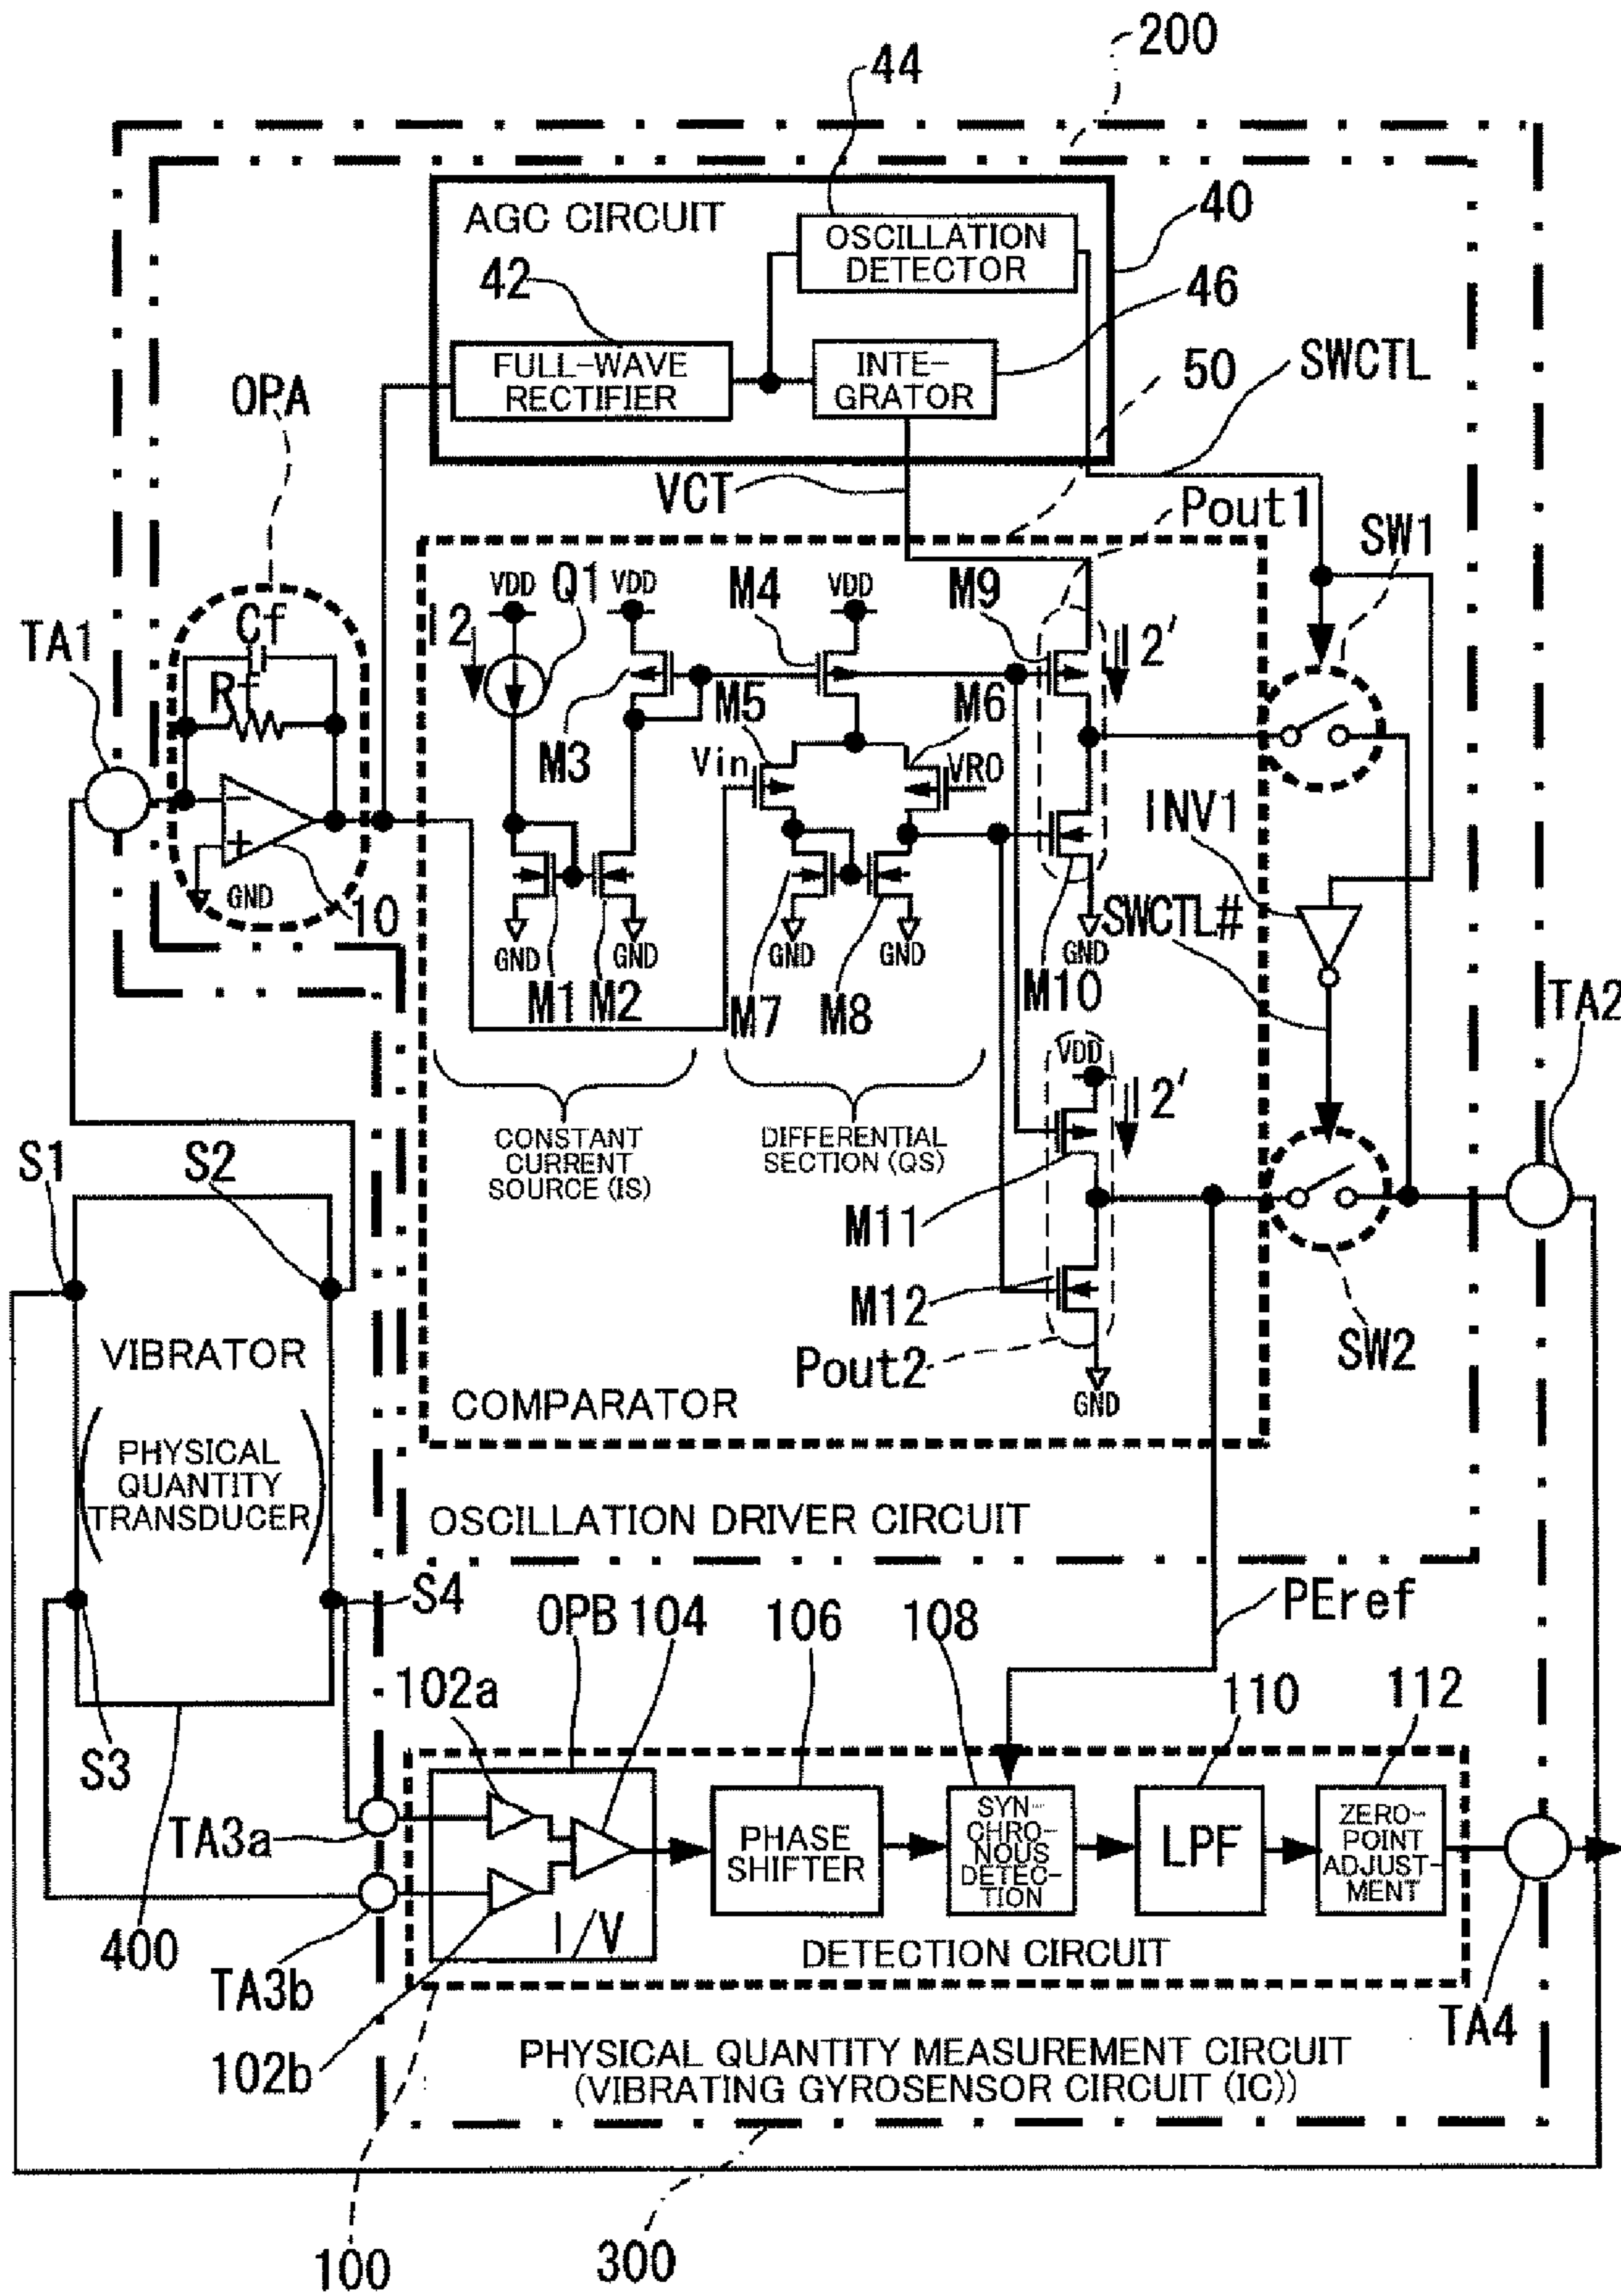 200
44
AGC CIRCUIT
OSCILLATION
DETECTOR
40
42
46
FULL-WAVE
RECTIFIER
INTE-
GRATOR
50
SWCTL
OPA
VCT
Pout1
SW1
TA1
Cf
Rf
10
GND
I2
VDD
Q1
VDD
M4
VDD
M9
I2'
M3
M5
M6
Vin
VR0
INV1
GND
GND
GND
GND
GND
M1
M2
M7
M8
M10
SWCTL#
TA2
VDD
I2'
CONSTANT
CURRENT
SOURCE (IS)
DIFFERENTIAL
SECTION (QS)
M11
M12
Pout2
GND
SW2
S1
S2
VIBRATOR
(PHYSICAL
QUANTITY
TRANSDUCER)
COMPARATOR
OSCILLATION DRIVER CIRCUIT
S3
S4
400
PEref
OPB
104
106
108
110
112
102a
TA3a
TA3b
102b
I/V
PHASE
SHIFTER
SYN-
CHRO-
NOUS
DETEC-
TION
LPF
ZERO-
POINT
ADJUST-
MENT
DETECTION CIRCUIT
TA4
PHYSICAL QUANTITY MEASUREMENT CIRCUIT
(VIBRATING GYROSENSOR CIRCUIT (IC))
100
300